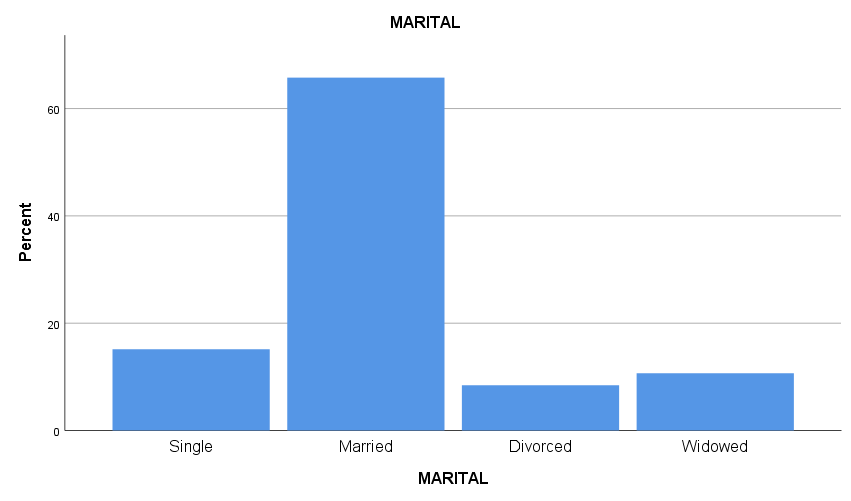 MARITAL
Percent
60
40
20
0
Single Married Divorced Widowed
MARITAL